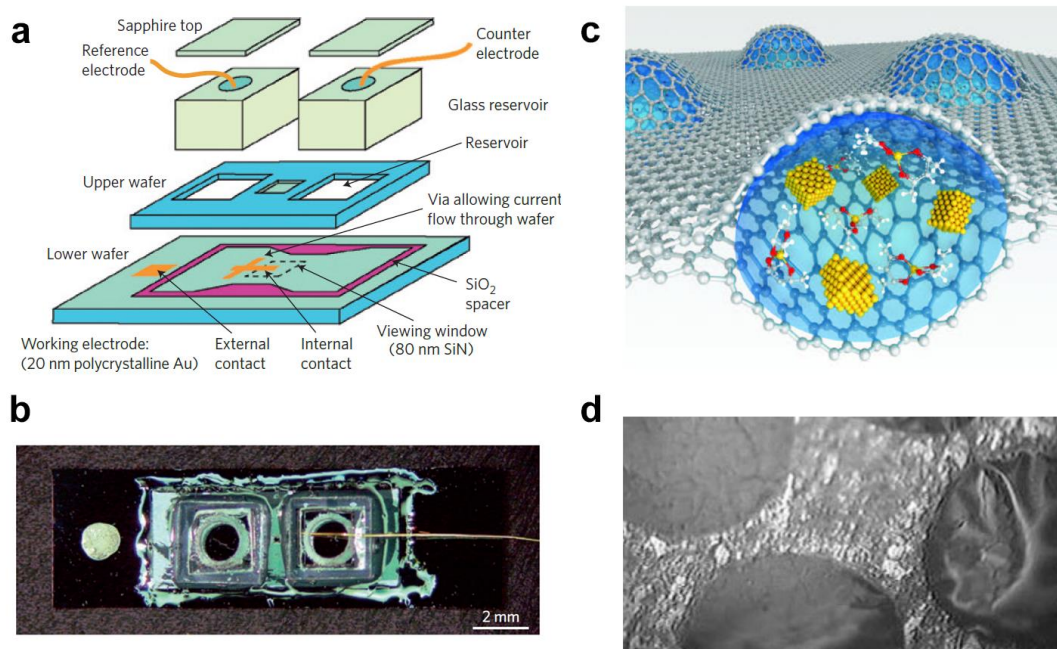 a
Sapphire top
Reference
electrode
Counter
electrode
Glass reservoir
Reservoir
Upper wafer
Via allowing current
flow through wafer
Lower wafer
SiO₂
spacer
Working electrode:
(20 nm polycrystalline Au)
External
contact
Internal
contact
Viewing window
(80 nm SiN)
b
2 mm
c
d